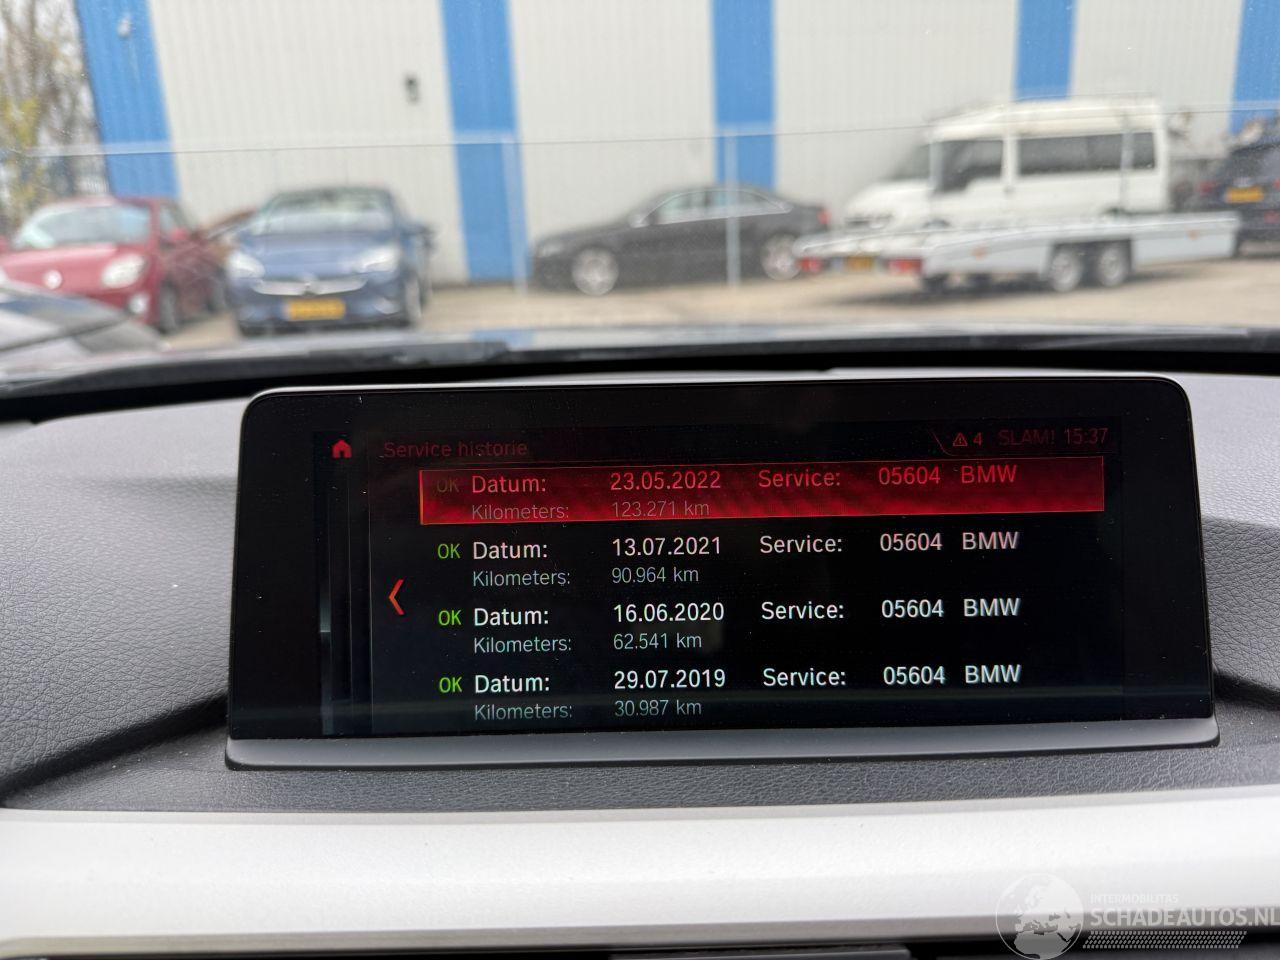 Service historie
4 SLAM! 15:37
OK Datum: 23.05.2022 Service: 05604 BMW
Kilometers: 123.271 km
OK Datum: 13.07.2021 Service: 05604 BMW
Kilometers: 90.964 km
OK Datum: 16.06.2020 Service: 05604 BMW
Kilometers: 62.541 km
OK Datum: 29.07.2019 Service: 05604 BMW
Kilometers: 30.987 km
INTERMOBILITAS
SCHADEAUTOS.NL